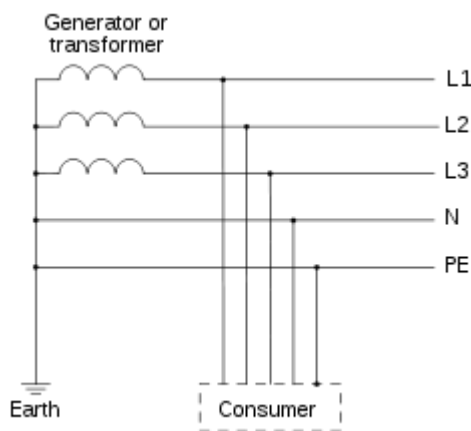 Generator or
transformer
L1
L2
L3
N
PE
Earth
Consumer